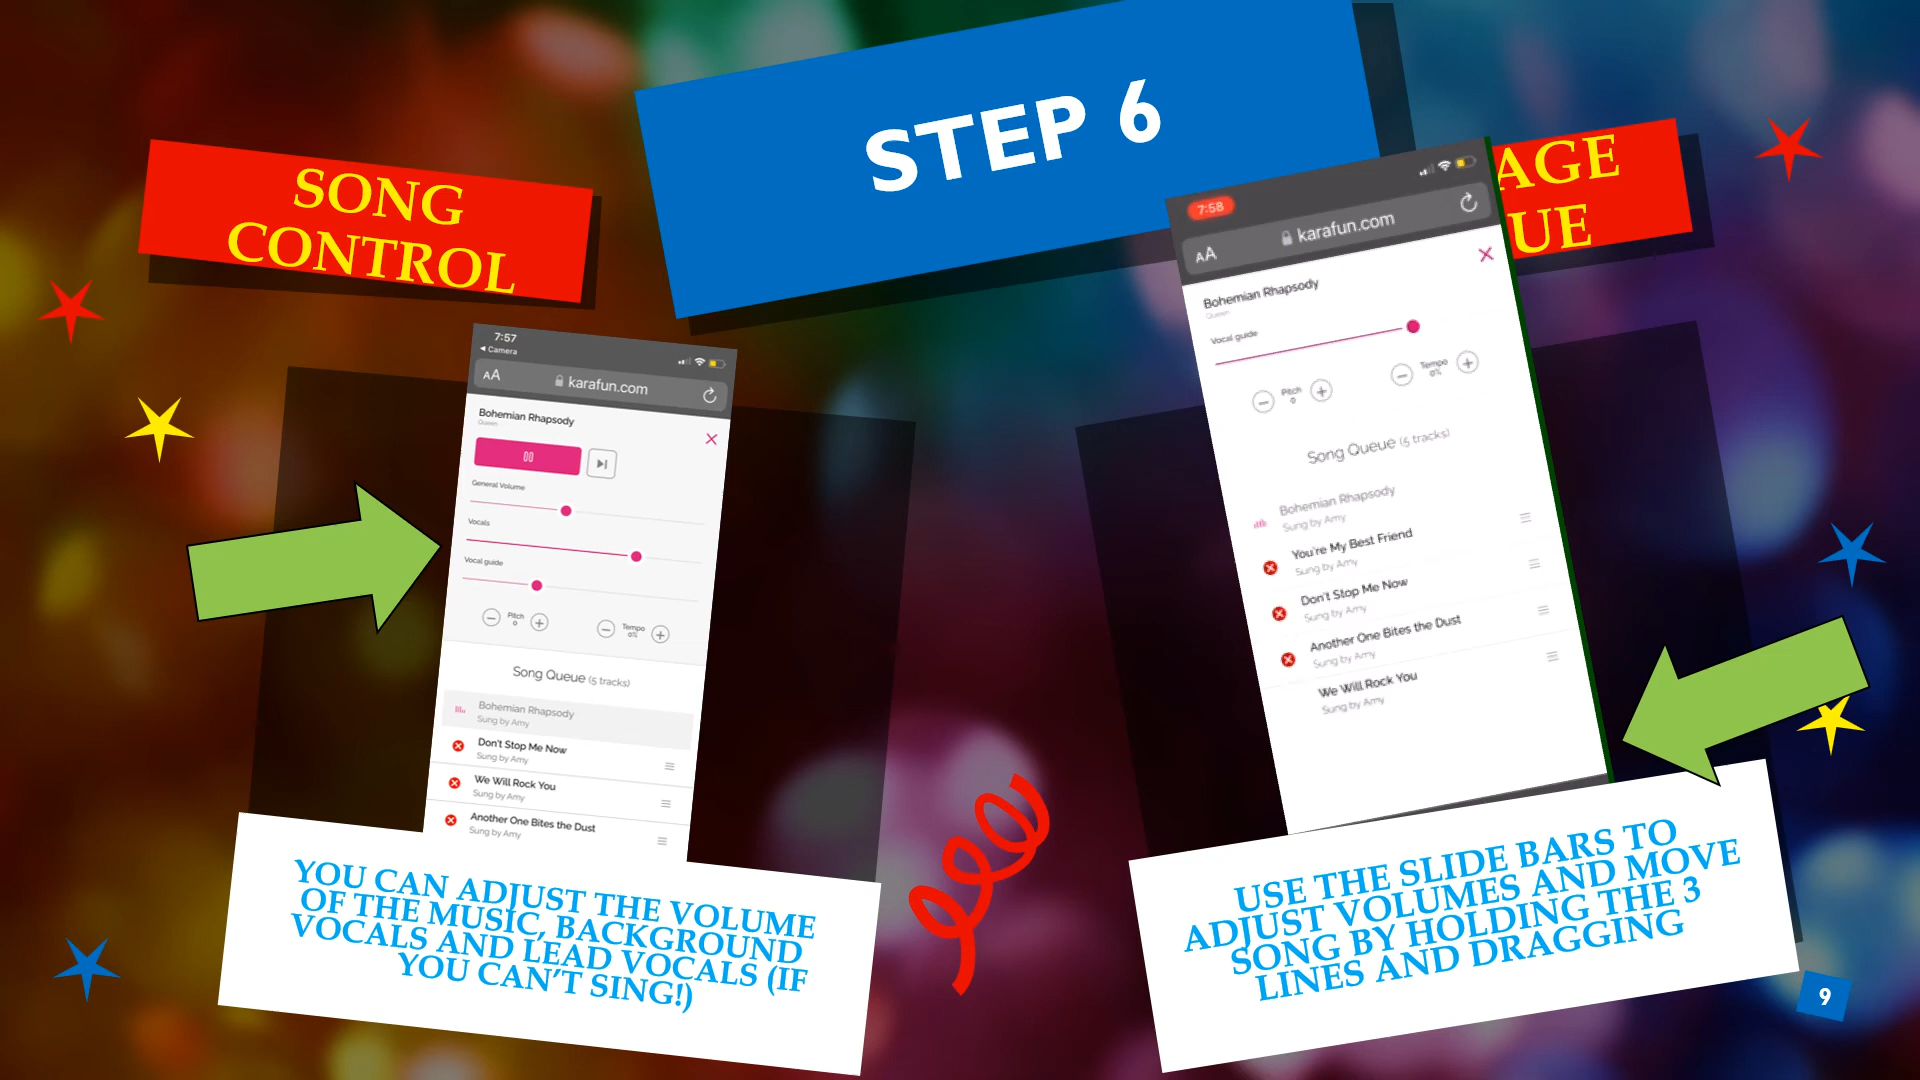 STEP 6
SONG
CONTROL
7:57
Camera
AA karafun.com
Bohemian Rhapsody
Queen
General Volume
Vocals
Vocal guide
Pitch
0
Tempo
0%
Song Queue (5 tracks)
Bohemian Rhapsody
Sung by Amy
Don't Stop Me Now
Sung by Amy
We Will Rock You
Sung by Amy
Another One Bites the Dust
Sung by Amy
YOU CAN ADJUST THE VOLUME
OF THE MUSIC, BACKGROUND
VOCALS AND LEAD VOCALS (IF
YOU CAN'T SING!)
AGE
UE
7:58
AA karafun.com
Bohemian Rhapsody
Queen
Vocal guide
Pitch
0
Tempo
0%
Song Queue (5 tracks)
Bohemian Rhapsody
Sung by Amy
You're My Best Friend
Sung by Amy
Don't Stop Me Now
Sung by Amy
Another One Bites the Dust
Sung by Amy
We Will Rock You
Sung by Amy
USE THE SLIDE BARS TO
ADJUST VOLUMES AND MOVE
SONG BY HOLDING THE 3
LINES AND DRAGGING
9